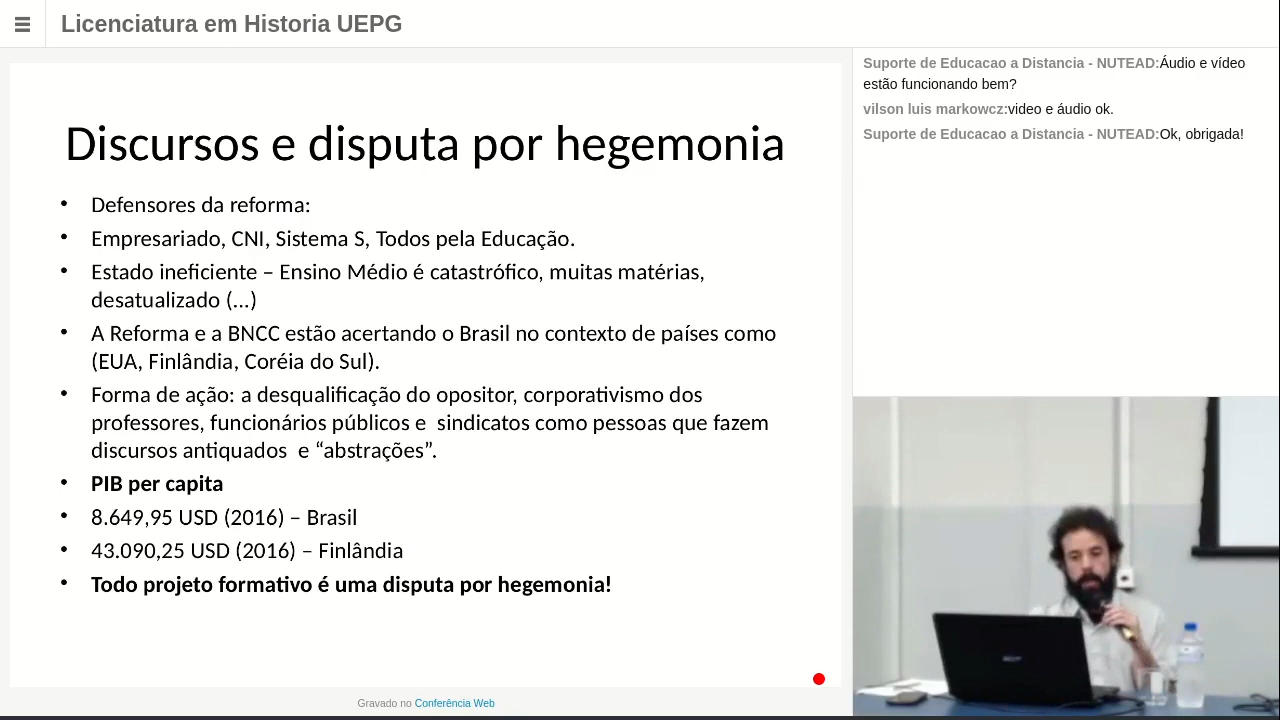 Licenciatura em Historia UEPG
Discursos e disputa por hegemonia
• Defensores da reforma:
• Empresariado, CNI, Sistema S, Todos pela Educação.
• Estado ineficiente – Ensino Médio é catastrófico, muitas matérias,
desatualizado (...)
• A Reforma e a BNCC estão acertando o Brasil no contexto de países como
(EUA, Finlândia, Coréia do Sul).
• Forma de ação: a desqualificação do opositor, corporativismo dos
professores, funcionários públicos e  sindicatos como pessoas que fazem
discursos antiquados  e “abstrações”.
• PIB per capita
• 8.649,95 USD (2016) – Brasil
• 43.090,25 USD (2016) – Finlândia
• Todo projeto formativo é uma disputa por hegemonia!
Gravado no Conferência Web
Suporte de Educacao a Distancia - NUTEAD:Áudio e vídeo
estão funcionando bem?
vilson luis markowcz:video e áudio ok.
Suporte de Educacao a Distancia - NUTEAD:Ok, obrigada!